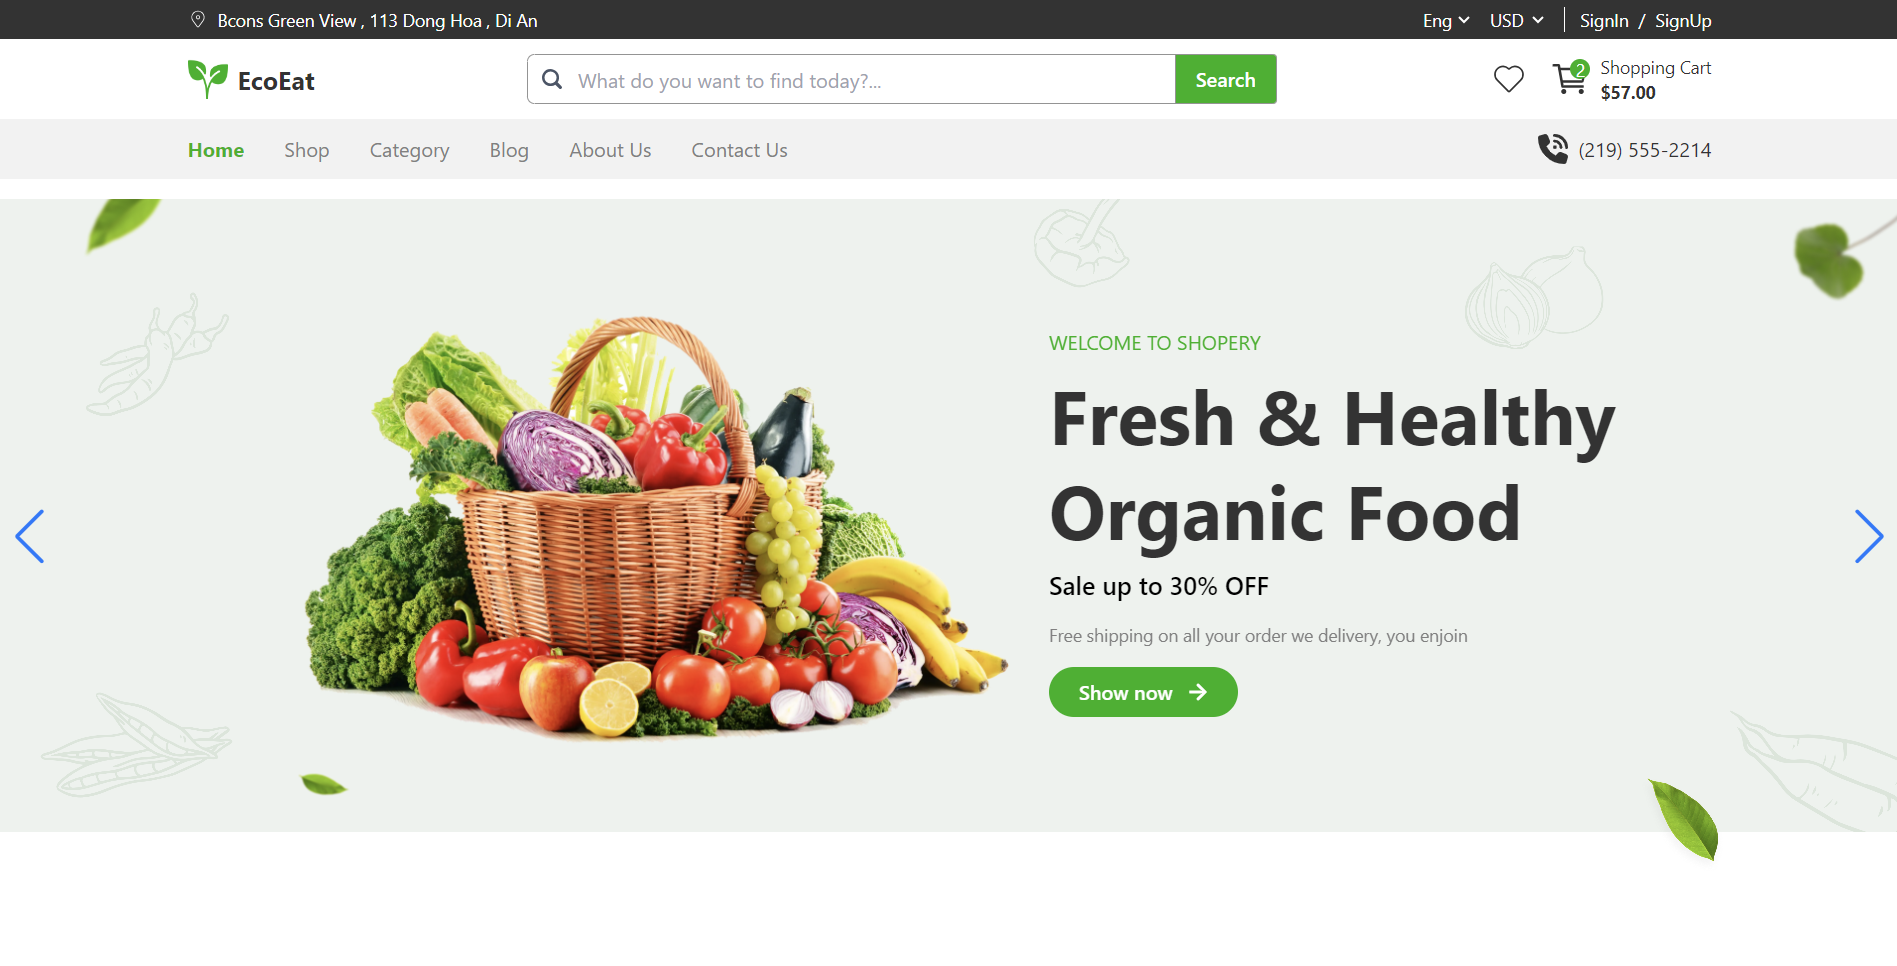 Bcons Green View , 113 Dong Hoa , Di An
Eng USD SignIn / SignUp
EcoEat
What do you want to find today?...
Search
2
Shopping Cart
$57.00
Home Shop Category Blog About Us Contact Us
(219) 555-2214
WELCOME TO SHOPERY
Fresh & Healthy
Organic Food
Sale up to 30% OFF
Free shipping on all your order we delivery, you enjoin
Show now